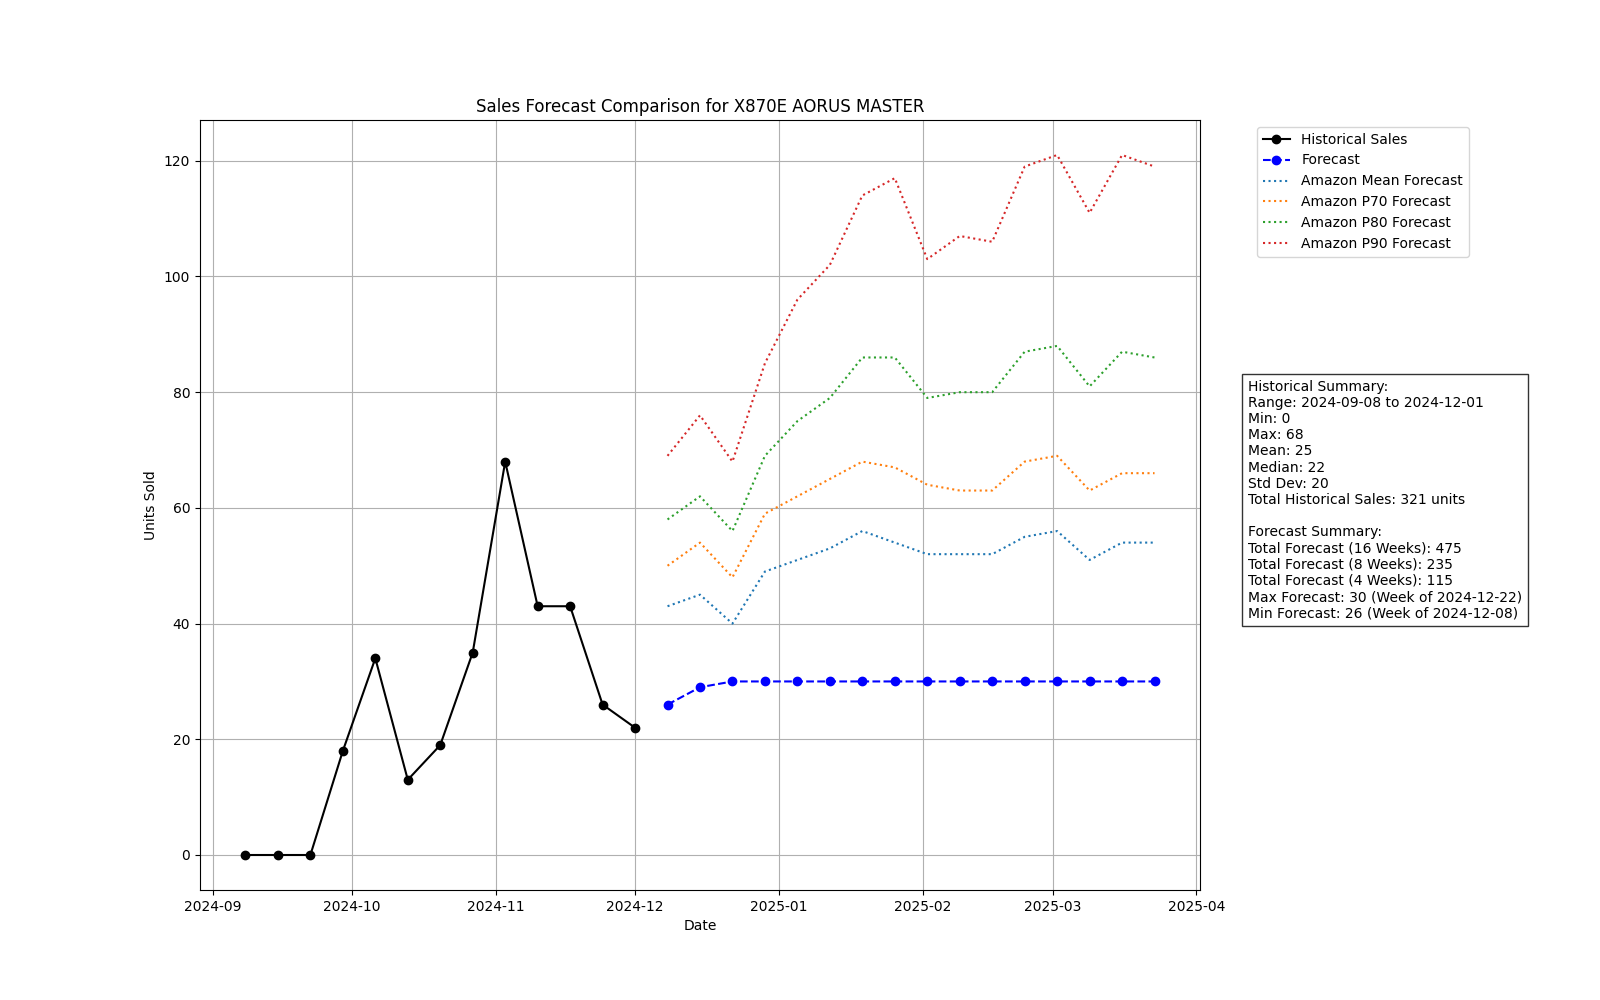 Sales Forecast Comparison for X870E AORUS MASTER
120
100
80
60
40
20
0
Units Sold
2024-09
2024-10
2024-11
2024-12
2025-01
2025-02
2025-03
2025-04
Date
Historical Sales
Forecast
Amazon Mean Forecast
Amazon P70 Forecast
Amazon P80 Forecast
Amazon P90 Forecast
Historical Summary:
Range: 2024-09-08 to 2024-12-01
Min: 0
Max: 68
Mean: 25
Median: 22
Std Dev: 20
Total Historical Sales: 321 units
Forecast Summary:
Total Forecast (16 Weeks): 475
Total Forecast (8 Weeks): 235
Total Forecast (4 Weeks): 115
Max Forecast: 30 (Week of 2024-12-22)
Min Forecast: 26 (Week of 2024-12-08)